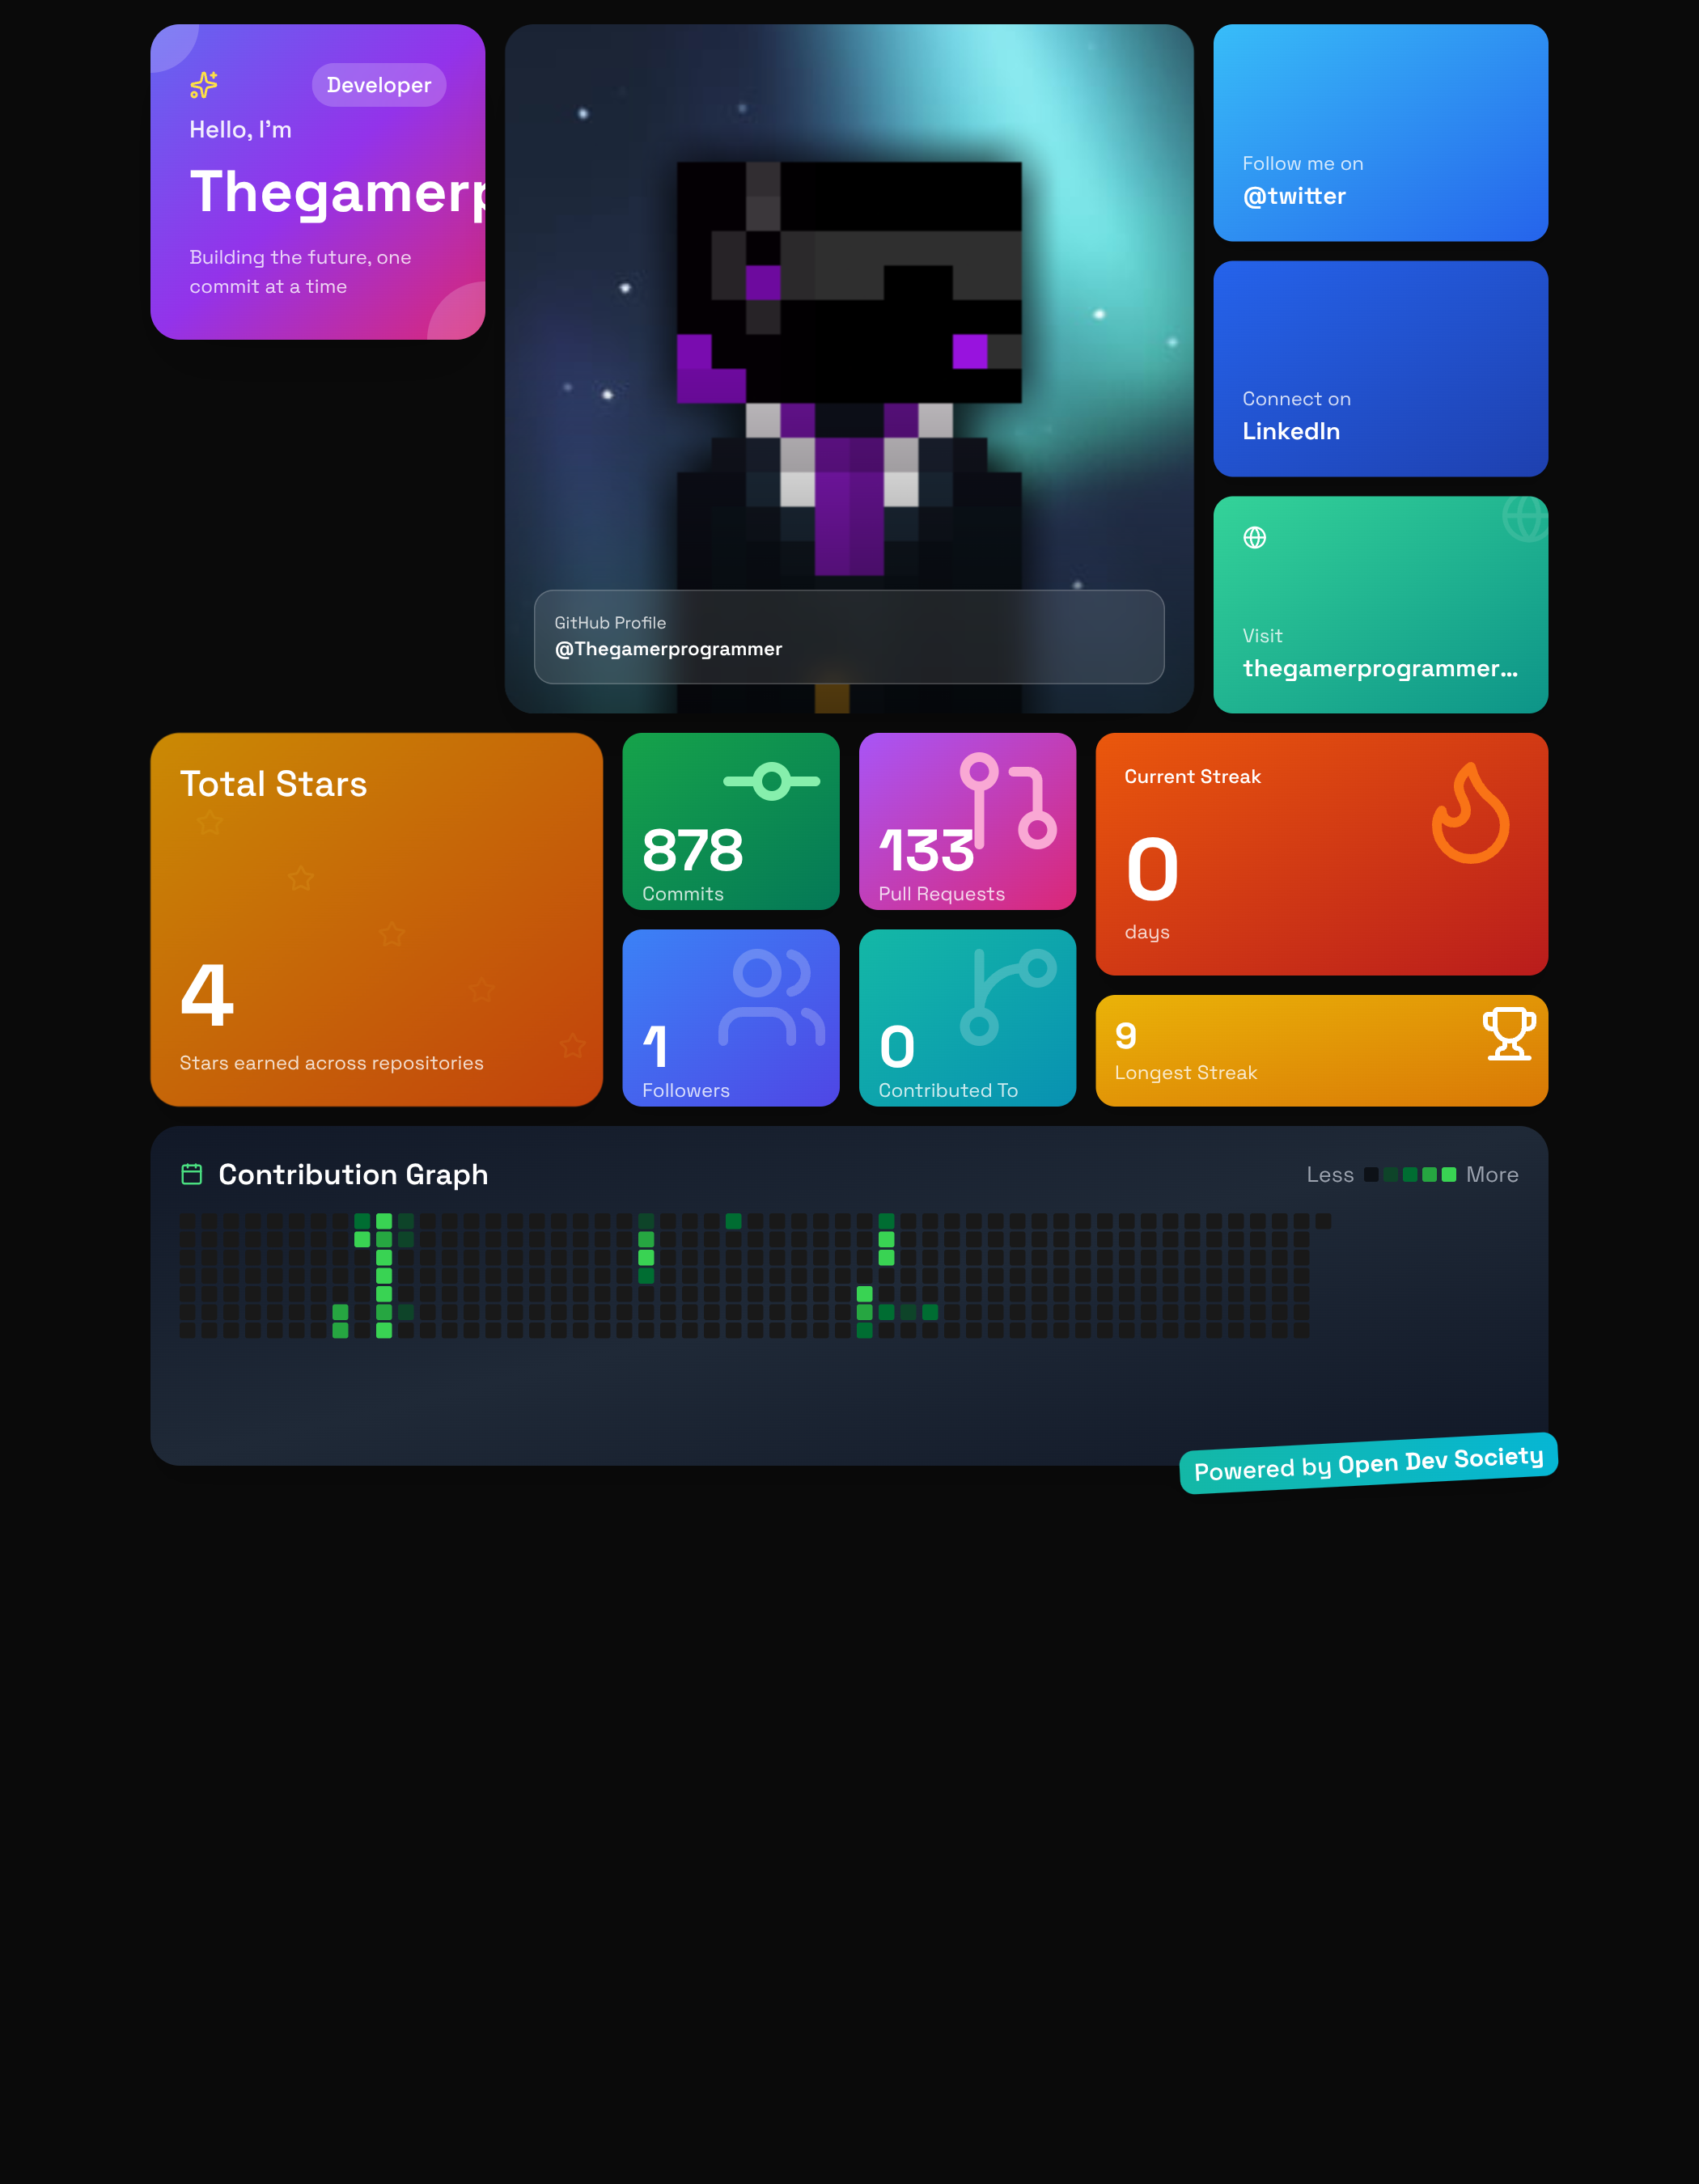 Developer
Hello, I'm
Thegamerp
Building the future, one
commit at a time
GitHub Profile
@Thegamerprogrammer
Follow me on
@twitter
Connect on
LinkedIn
Visit
thegamerprogrammer...
Total Stars
4
Stars earned across repositories
878
Commits
133
Pull Requests
1
Followers
0
Contributed To
Current Streak
0
days
9
Longest Streak
Contribution Graph
Less More
Powered by Open Dev Society